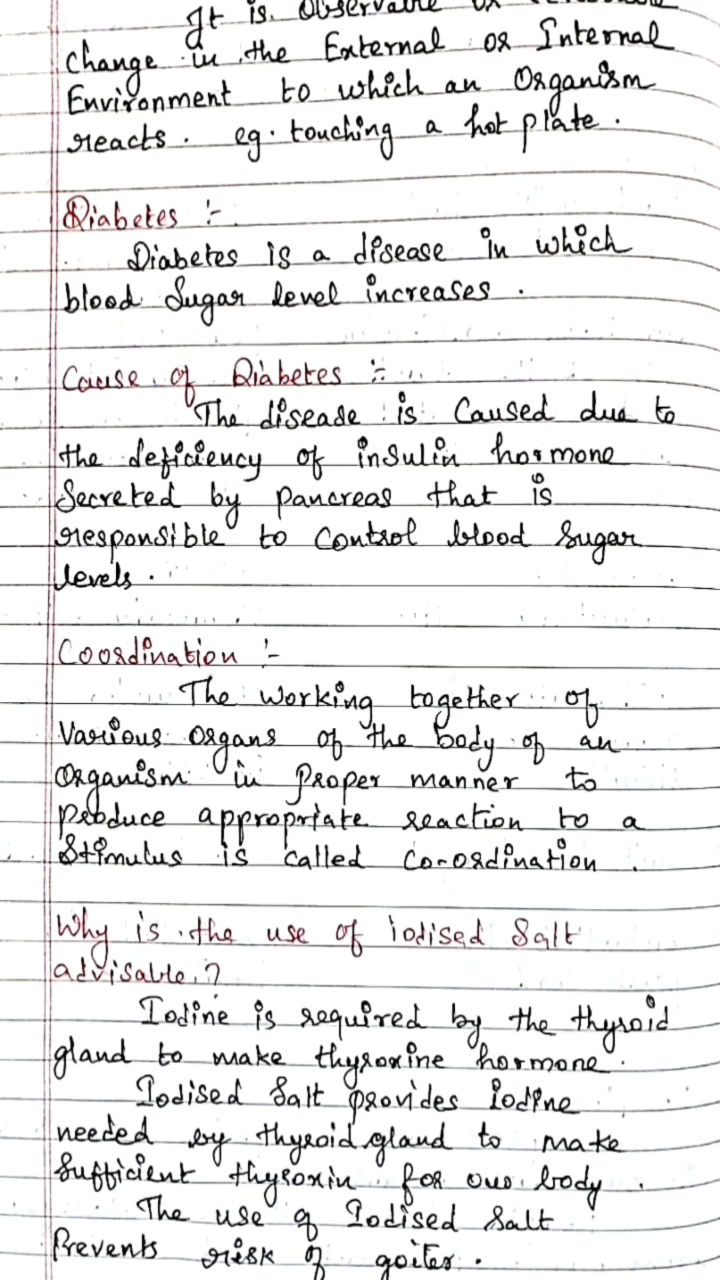 It is Observable or
change in the External or Internal
Environment to which an Organism
reacts. eg. touching a hot plate.
Diabetes :-
Diabetes is a disease in which
blood Sugar level increases.
Cause of Diabetes :-
The disease is Caused due to
the deficiency of insulin hormone
Secreted by pancreas that is
responsible to Control blood Sugar
levels.
Coordination :-
The working together of
Various organs of the body of an
Organism in Proper manner to
produce appropriate reaction to a
Stimulus is called Co-ordination.
Why is the use of iodised Salt
advisable?
Iodine is required by the thyroid
gland to make thyroxine hormone.
Iodised Salt provides iodine
needed by thyroid gland to make
Sufficient thyroxin for our body.
The use of Iodised Salt
Prevents risk of goiter.